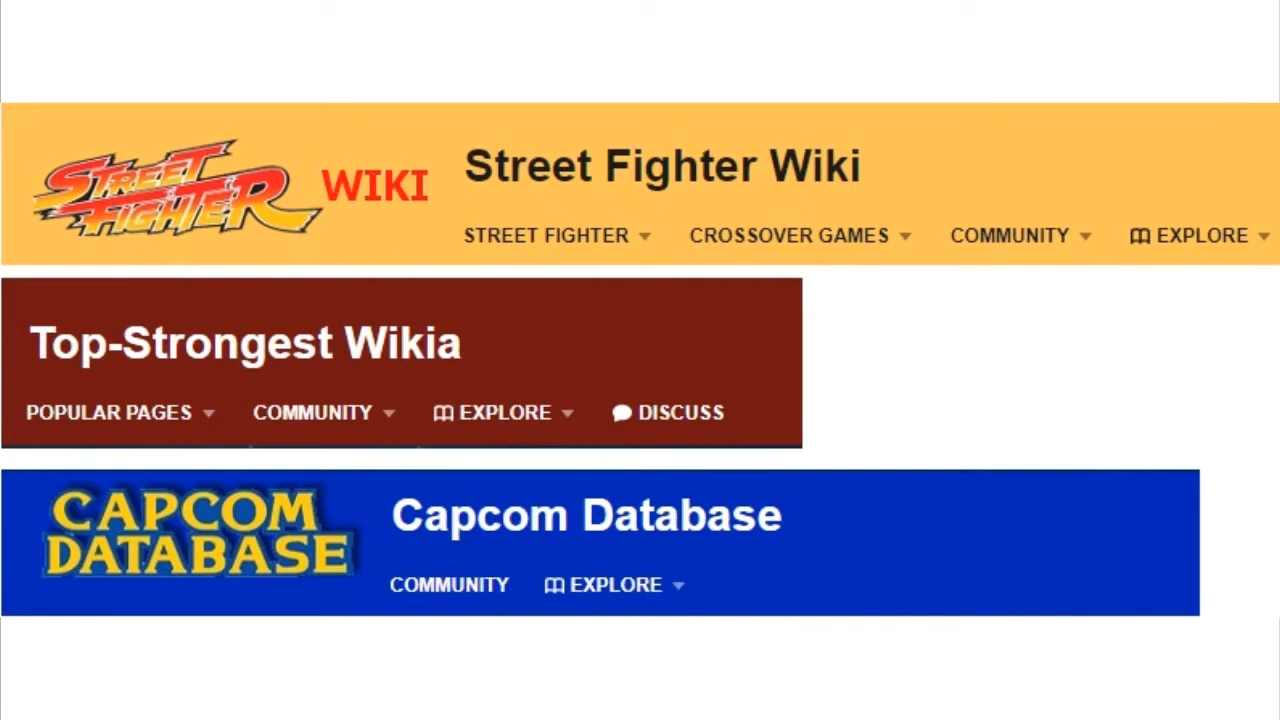 STREET
FIGHTER WIKI
Street Fighter Wiki
STREET FIGHTER CROSSOVER GAMES COMMUNITY EXPLORE
Top-Strongest Wikia
POPULAR PAGES COMMUNITY EXPLORE DISCUSS
CAPCOM
DATABASE
Capcom Database
COMMUNITY EXPLORE